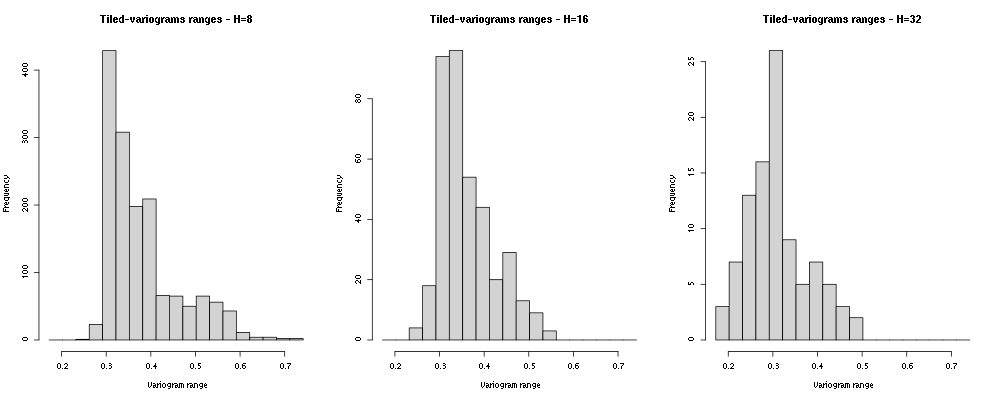 Tiled-variograms ranges - H=8
Tiled-variograms ranges - H=16
Tiled-variograms ranges - H=32
Frequency
0
100
200
300
400
0.2 0.3 0.4 0.5 0.6 0.7
Variogram range
Frequency
0
20
40
60
80
0.2 0.3 0.4 0.5 0.6 0.7
Variogram range
Frequency
0
5
10
15
20
25
0.2 0.3 0.4 0.5 0.6 0.7
Variogram range